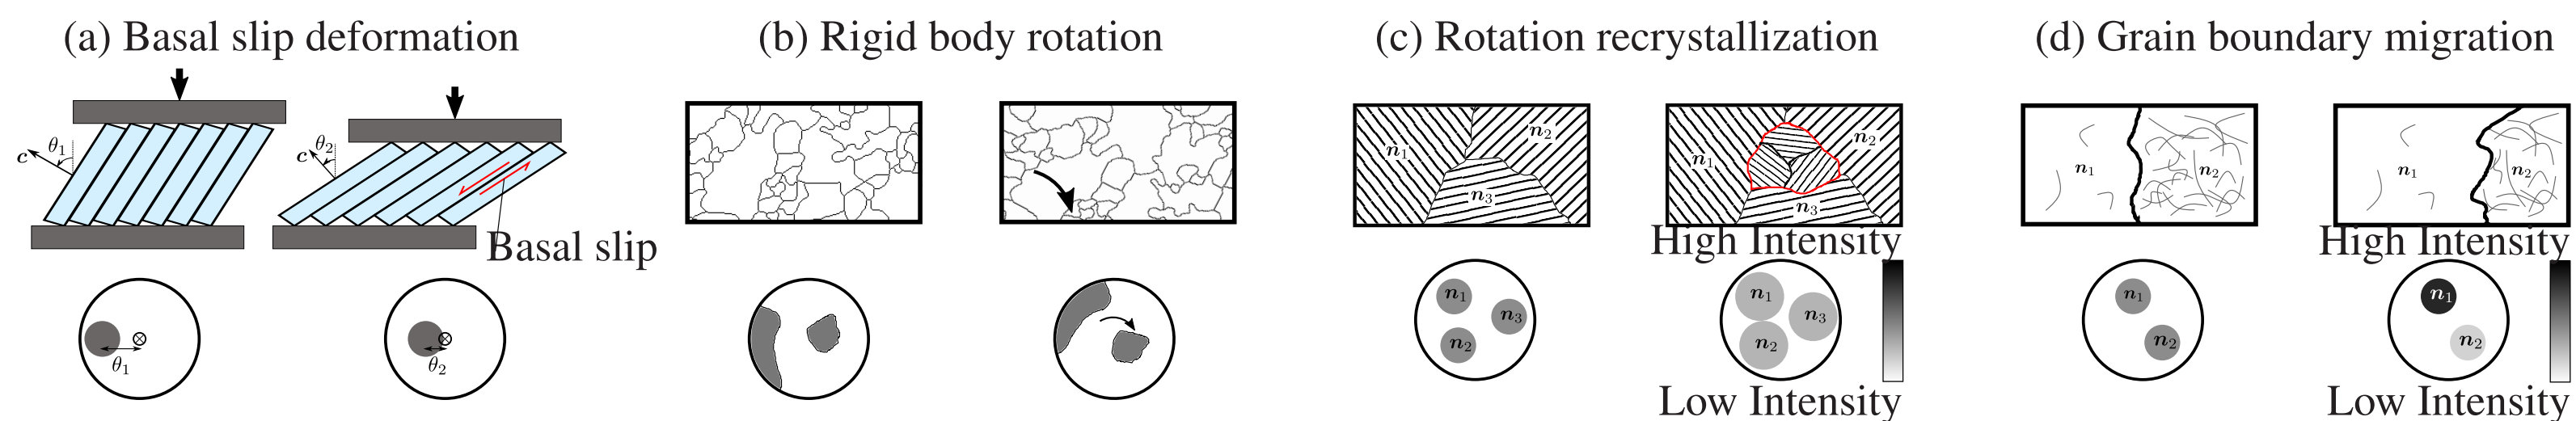 (a) Basal slip deformation
(b) Rigid body rotation
(c) Rotation recrystallization
(d) Grain boundary migration
c θ1
c θ2
Basal slip
θ1
θ2
n1 n2
n3
n1 n2
n3
High Intensity
n1
n3
n2
n1
n3
n2
Low Intensity
n1 n2
n1 n2
High Intensity
n1
n2
n1
n2
Low Intensity